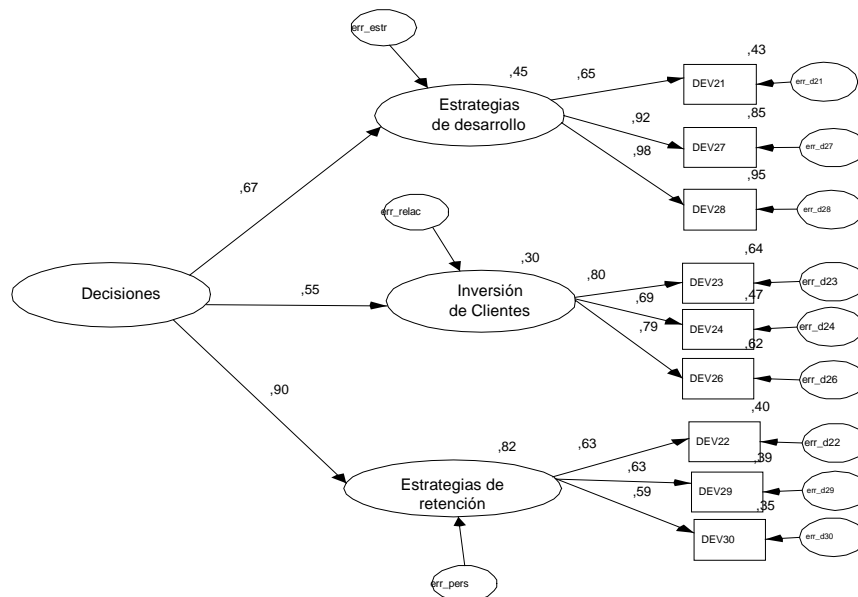 err_estr
,43
,45
,65
DEV21
err_d21
Estrategias
de desarrollo
,85
,92
DEV27
err_d27
,98
,95
,67
DEV28
err_d28
err_relac
,64
,30
,80
DEV23
err_d23
Decisiones
,55
Inversión
de Clientes
,69
,47
DEV24
err_d24
,79
,62
DEV26
err_d26
,90
,40
,82
,63
DEV22
err_d22
,63
,39
Estrategias de
retención
DEV29
err_d29
,59
,35
DEV30
err_d30
err_pers